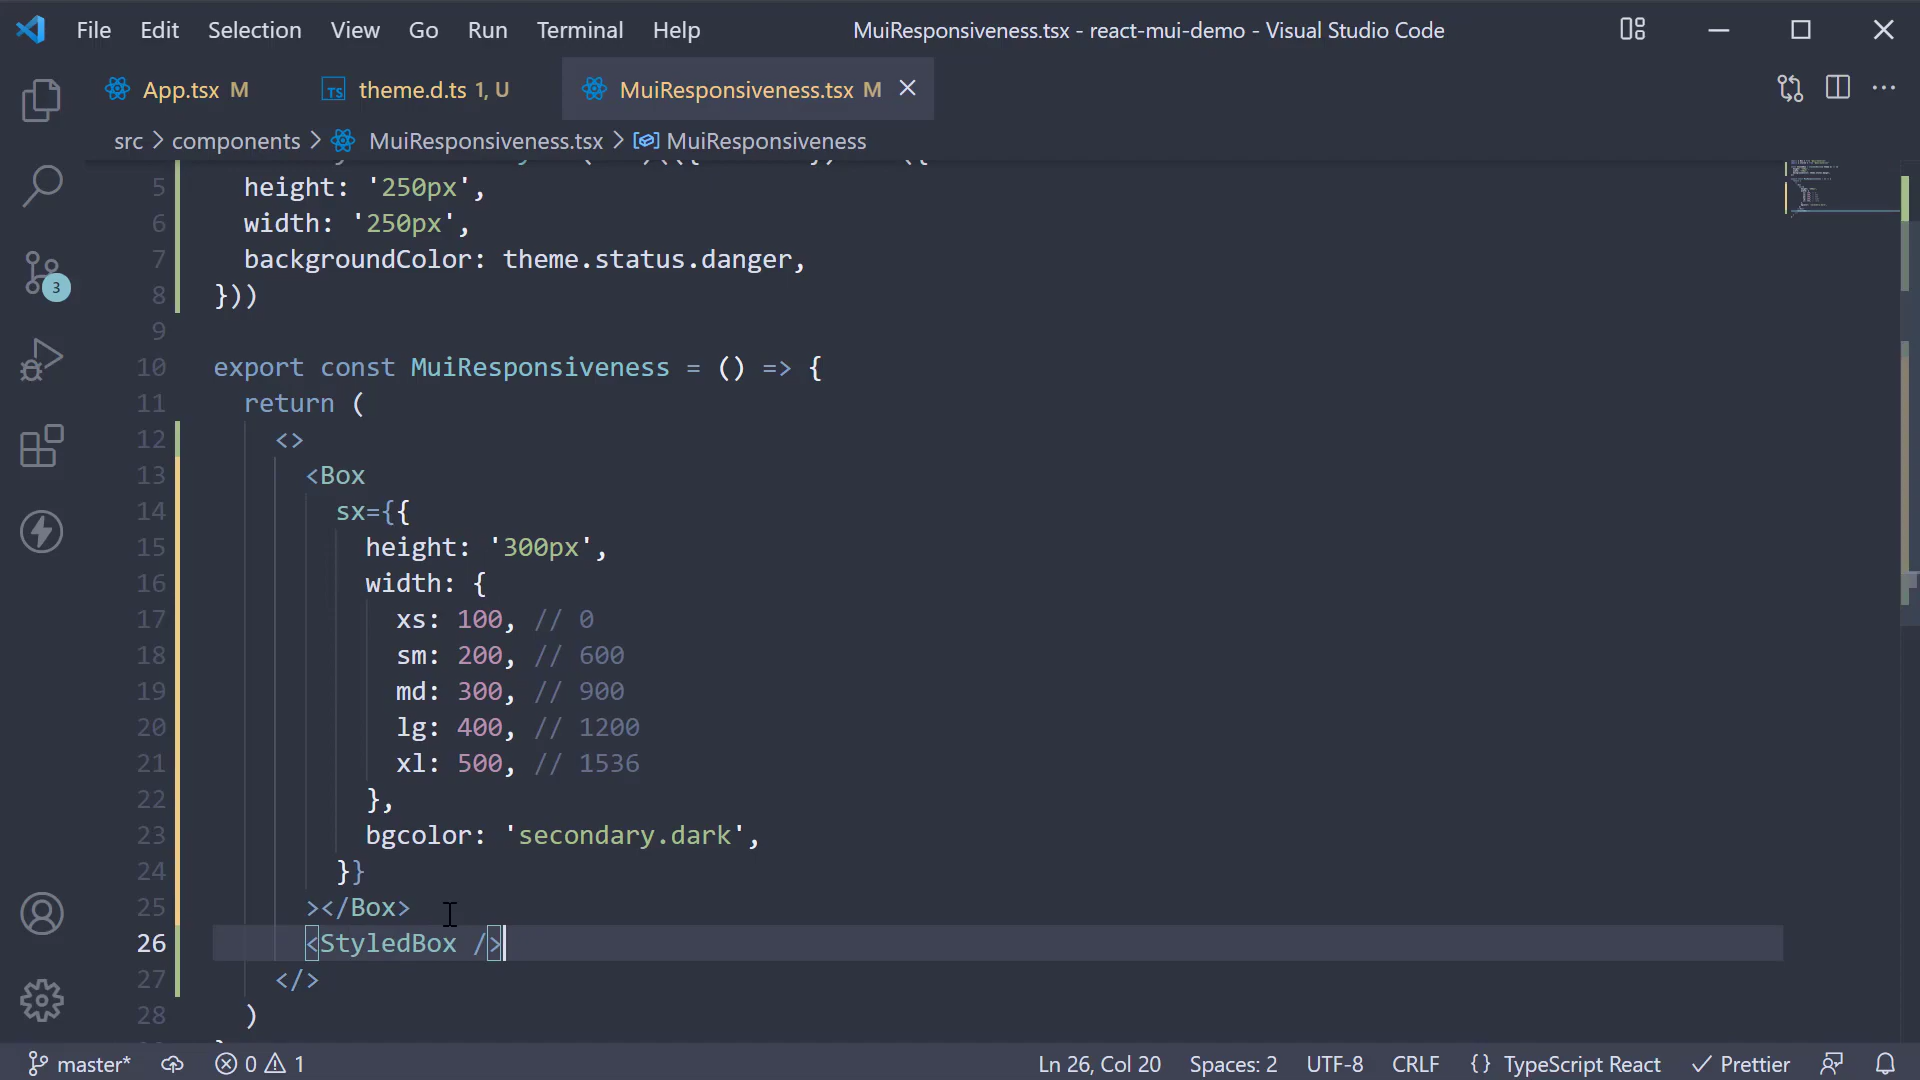 File Edit Selection View Go Run Terminal Help MuiResponsiveness.tsx - react-mui-demo - Visual Studio Code
App.tsx M TS theme.d.ts 1, U MuiResponsiveness.tsx M
src > components > MuiResponsiveness.tsx > MuiResponsiveness
5 height: '250px',
6 width: '250px',
7 backgroundColor: theme.status.danger,
8 }))
9
10 export const MuiResponsiveness = () => {
11 return (
12 <>
13 <Box
14 sx={{
15 height: '300px',
16 width: {
17 xs: 100, // 0
18 sm: 200, // 600
19 md: 300, // 900
20 lg: 400, // 1200
21 xl: 500, // 1536
22 },
23 bgcolor: 'secondary.dark',
24 }}
25 ></Box>
26 <StyledBox />
27 </>
28 )
3
master* 0 1 Ln 26, Col 20 Spaces: 2 UTF-8 CRLF {} TypeScript React Prettier